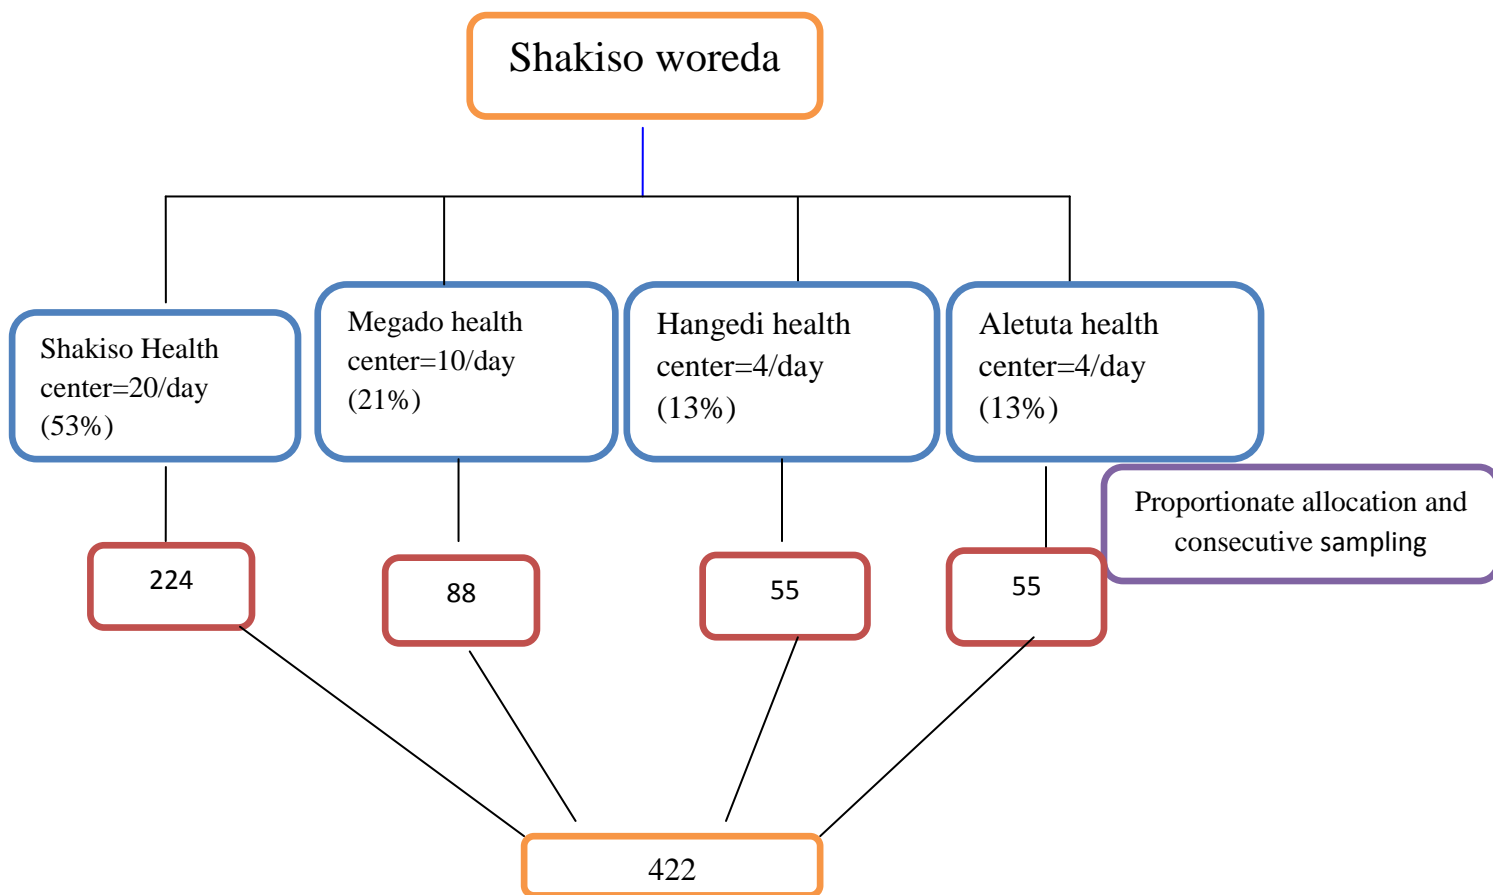 Shakiso woreda
Shakiso Health
center=20/day
(53%)
Megado health
center=10/day
(21%)
Hangedi health
center=4/day
(13%)
Aletuta health
center=4/day
(13%)
Proportionate allocation and
consecutive sampling
224
88
55
55
422